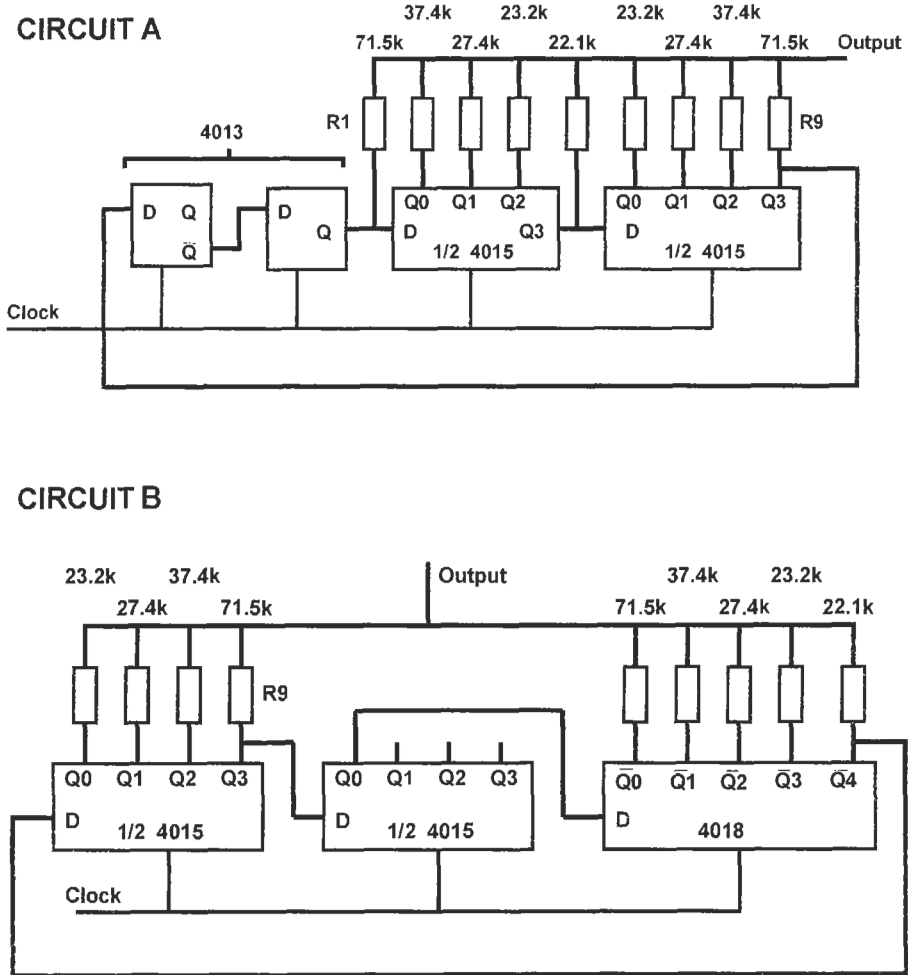 CIRCUIT A
37.4k 23.2k 23.2k 37.4k
71.5k 27.4k 22.1k 27.4k 71.5k Output
R1 R9
4013
D Q D Q0 Q1 Q2 Q0 Q1 Q2 Q3
Q̅ Q D Q3 D
1/2 4015 1/2 4015
Clock
CIRCUIT B
23.2k 37.4k Output 37.4k 23.2k
27.4k 71.5k 71.5k 27.4k 22.1k
R9
Q0 Q1 Q2 Q3 Q0 Q1 Q2 Q3 Q̅0 Q̅1 Q̅2 Q̅3 Q̅4
D D D
1/2 4015 1/2 4015 4018
Clock